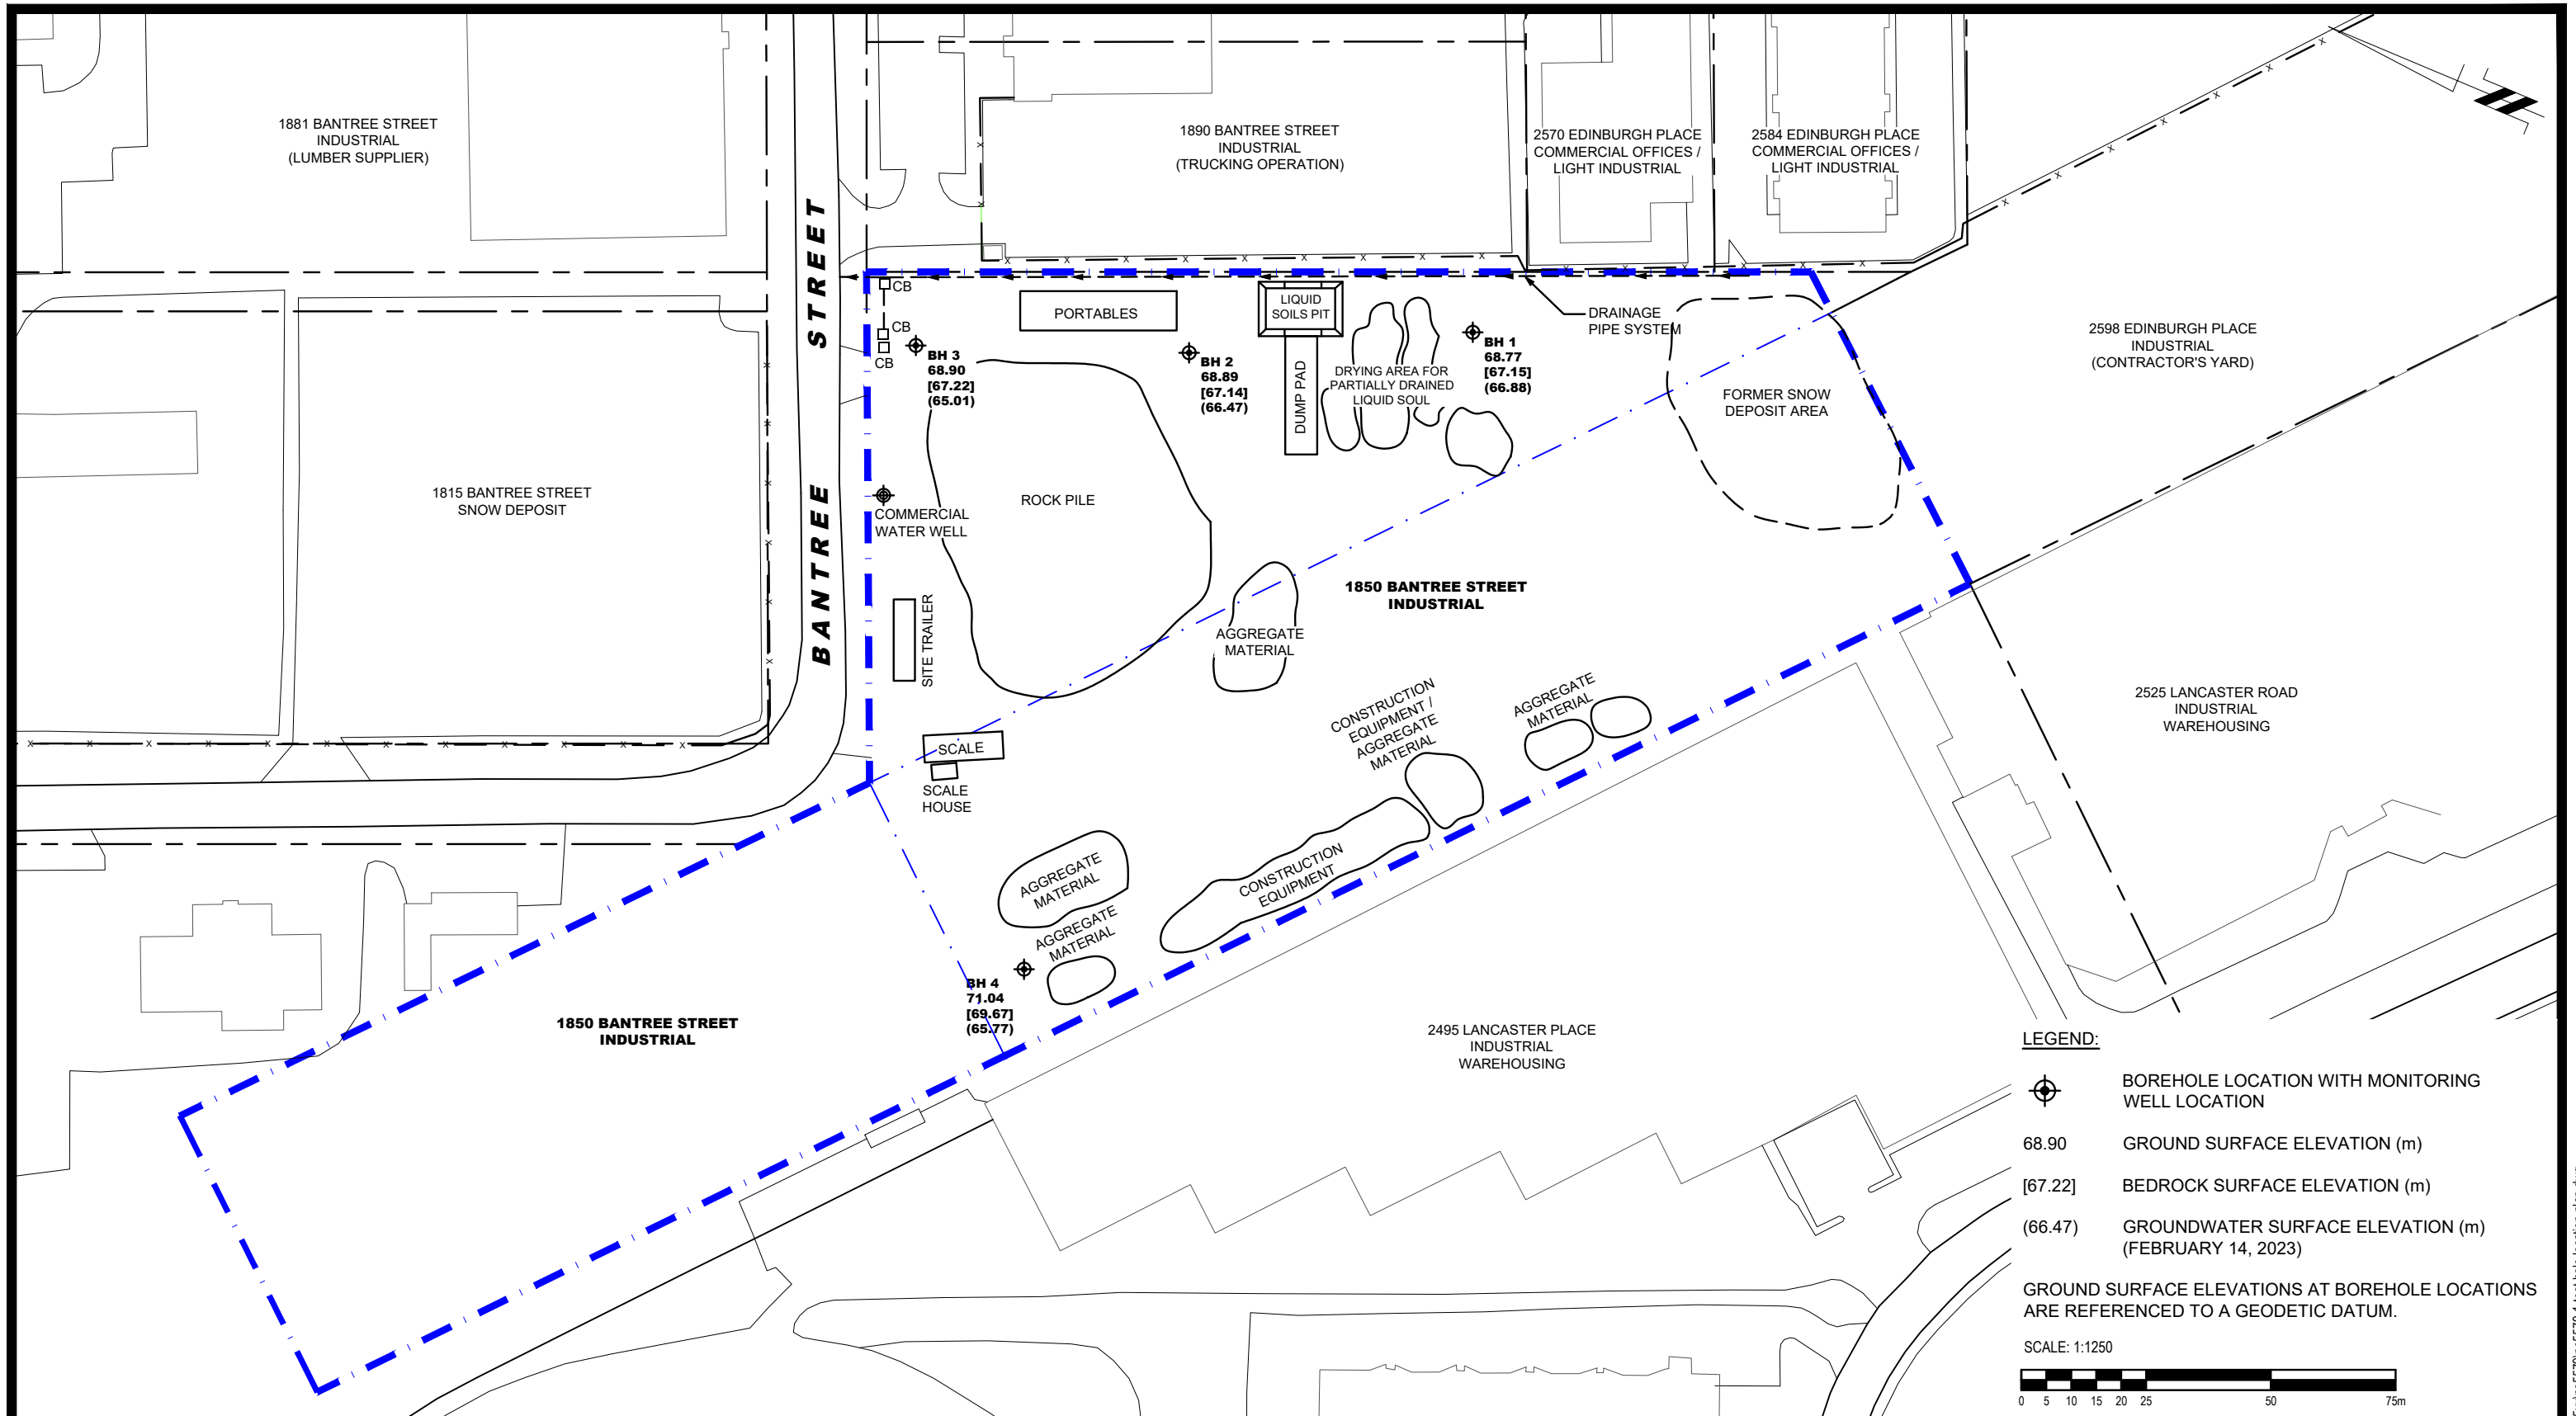 1881 BANTREE STREET
INDUSTRIAL
(LUMBER SUPPLIER)
1890 BANTREE STREET
INDUSTRIAL
(TRUCKING OPERATION)
2570 EDINBURGH PLACE
COMMERCIAL OFFICES /
LIGHT INDUSTRIAL
2584 EDINBURGH PLACE
COMMERCIAL OFFICES /
LIGHT INDUSTRIAL
BANTREE STREET
CB
CB
CB
PORTABLES
LIQUID
SOILS PIT
DUMP PAD
DRAINAGE
PIPE SYSTEM
BH 3
68.90
[67.22]
(65.01)
BH 2
68.89
[67.14]
(66.47)
DRYING AREA FOR
PARTIALLY DRAINED
LIQUID SOUL
BH 1
68.77
[67.15]
(66.88)
FORMER SNOW
DEPOSIT AREA
2598 EDINBURGH PLACE
INDUSTRIAL
(CONTRACTOR'S YARD)
1815 BANTREE STREET
SNOW DEPOSIT
COMMERCIAL
WATER WELL
ROCK PILE
SITE TRAILER
AGGREGATE
MATERIAL
1850 BANTREE STREET
INDUSTRIAL
CONSTRUCTION
EQUIPMENT /
AGGREGATE
MATERIAL
AGGREGATE
MATERIAL
2525 LANCASTER ROAD
INDUSTRIAL
WAREHOUSING
SCALE
SCALE
HOUSE
AGGREGATE
MATERIAL
CONSTRUCTION
EQUIPMENT
AGGREGATE
MATERIAL
BH 4
71.04
[69.67]
(65.77)
1850 BANTREE STREET
INDUSTRIAL
2495 LANCASTER PLACE
INDUSTRIAL
WAREHOUSING
LEGEND:
BOREHOLE LOCATION WITH MONITORING
WELL LOCATION
68.90 GROUND SURFACE ELEVATION (m)
[67.22] BEDROCK SURFACE ELEVATION (m)
(66.47) GROUNDWATER SURFACE ELEVATION (m)
(FEBRUARY 14, 2023)
GROUND SURFACE ELEVATIONS AT BOREHOLE LOCATIONS
ARE REFERENCED TO A GEODETIC DATUM.
SCALE: 1:1250
0 5 10 15 20 25 50 75m